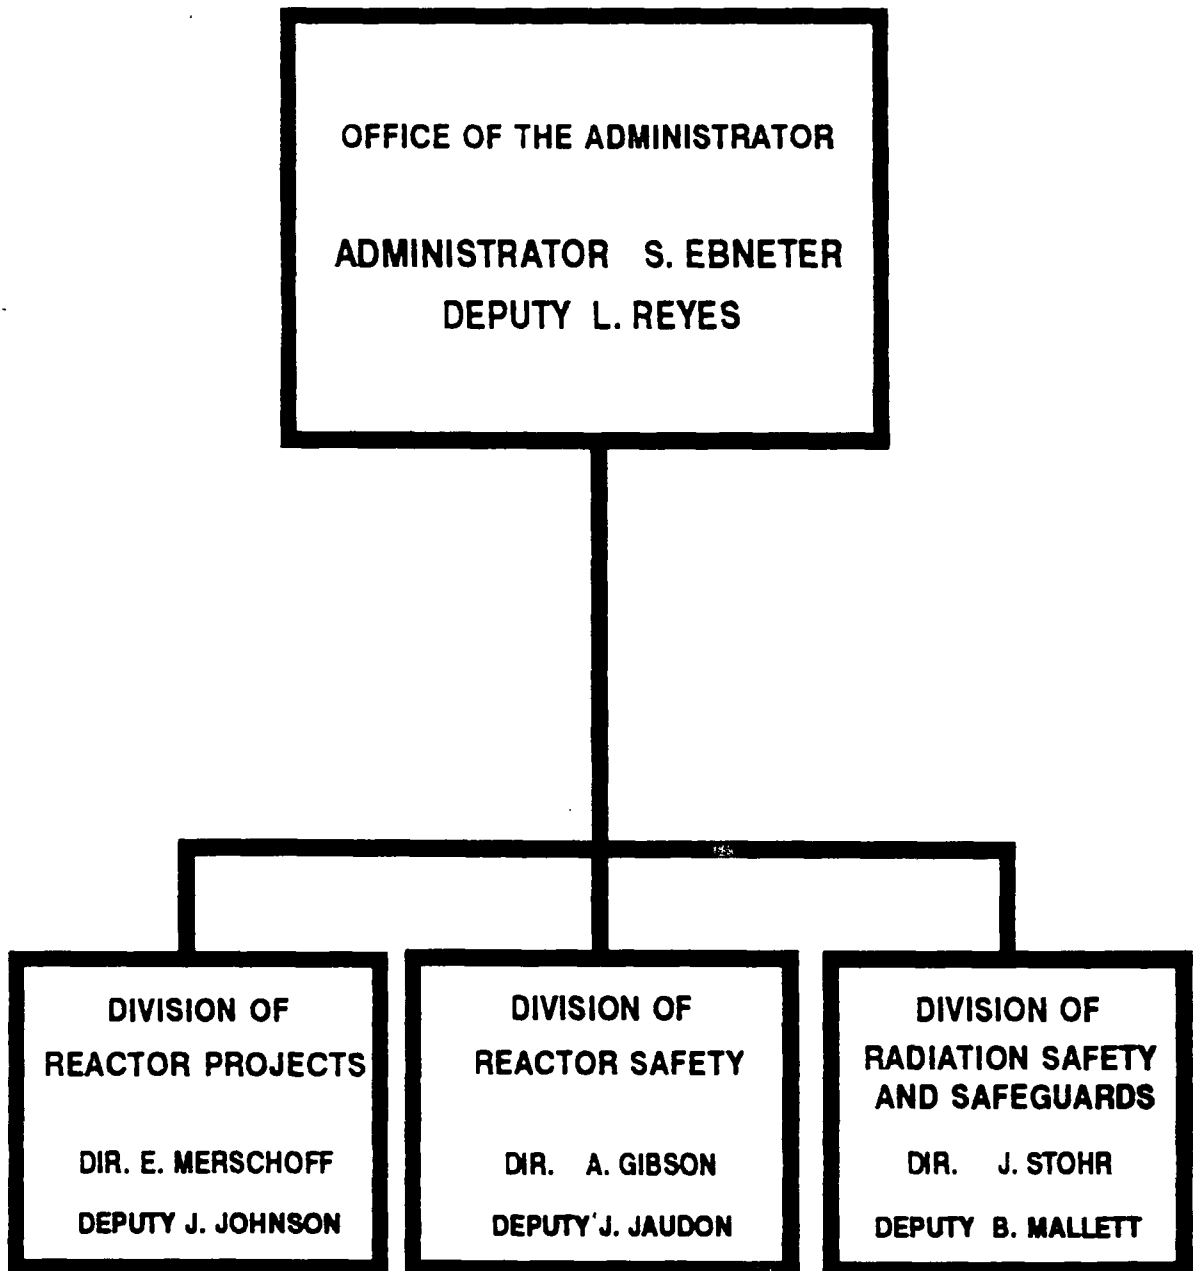 OFFICE OF THE ADMINISTRATOR
ADMINISTRATOR S. EBNETER
DEPUTY L. REYES
DIVISION OF
REACTOR PROJECTS
DIR. E. MERSCHOFF
DEPUTY J. JOHNSON
DIVISION OF
REACTOR SAFETY
DIR. A. GIBSON
DEPUTY J. JAUDON
DIVISION OF
RADIATION SAFETY
AND SAFEGUARDS
DIR. J. STOHR
DEPUTY B. MALLETT